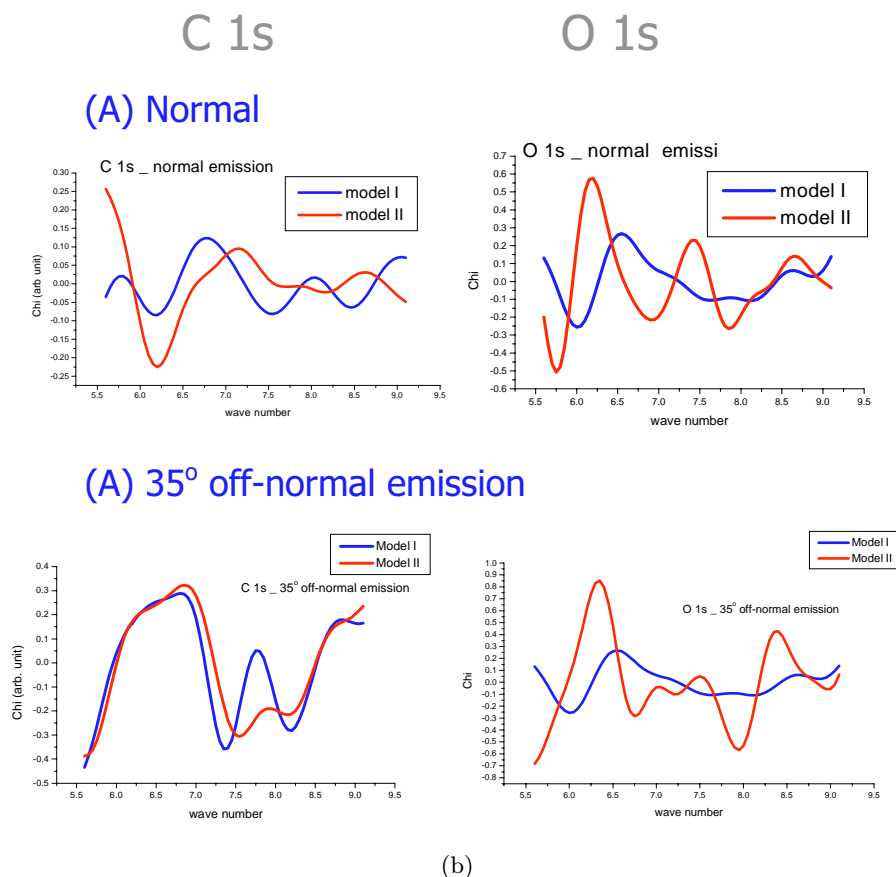 C 1s
O 1s
(A) Normal
C 1s _ normal emission
model I
model II
0.30
0.25
0.20
0.15
0.10
0.05
0.00
-0.05
-0.10
-0.15
-0.20
-0.25
Chi (arb unit)
5.5 6.0 6.5 7.0 7.5 8.0 8.5 9.0 9.5
wave number
O 1s _ normal emissi
model I
model II
0.7
0.6
0.5
0.4
0.3
0.2
0.1
0.0
-0.1
-0.2
-0.3
-0.4
-0.5
-0.6
Chi
5.5 6.0 6.5 7.0 7.5 8.0 8.5 9.0 9.5
wave number
(A) 35° off-normal emission
Model I
Model II
C 1s _ 35° off-normal emission
0.4
0.3
0.2
0.1
0.0
-0.1
-0.2
-0.3
-0.4
-0.5
Chi (arb. unit)
5.5 6.0 6.5 7.0 7.5 8.0 8.5 9.0 9.5
wave number
Model I
Model II
O 1s _ 35° off-normal emission
1.0
0.9
0.8
0.7
0.6
0.5
0.4
0.3
0.2
0.1
0.0
-0.1
-0.2
-0.3
-0.4
-0.5
-0.6
-0.7
-0.8
Chi
5.5 6.0 6.5 7.0 7.5 8.0 8.5 9.0 9.5
wave number
(b)